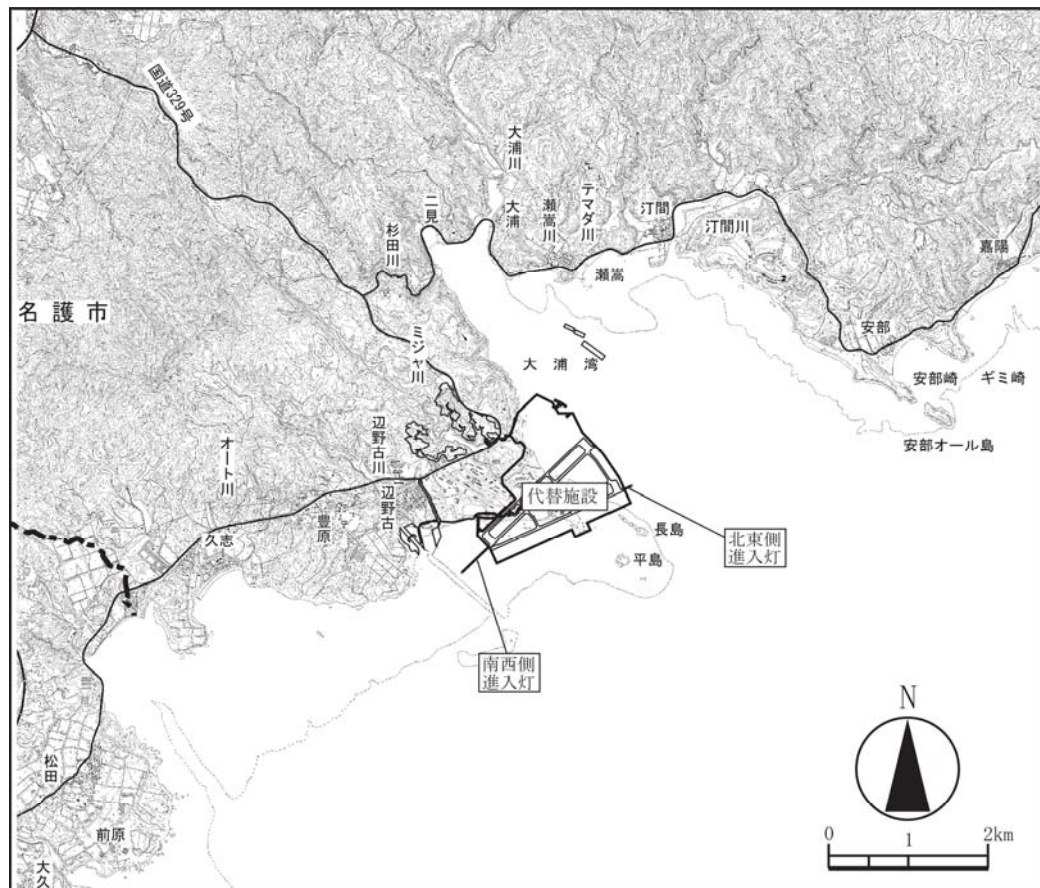 国道329号
大浦川
大浦
二見
杉田川
瀬嵩川
テマダ川
汀間
汀間川
瀬嵩
嘉陽
安部
安部崎
ギミ崎
安部オール島
名護市
ミジャ川
大浦湾
辺野古川
辺野古
オート川
豊原
久志
代替施設
長島
平島
北東側
進入灯
南西側
進入灯
松田
前原
大久
N
0 1 2km